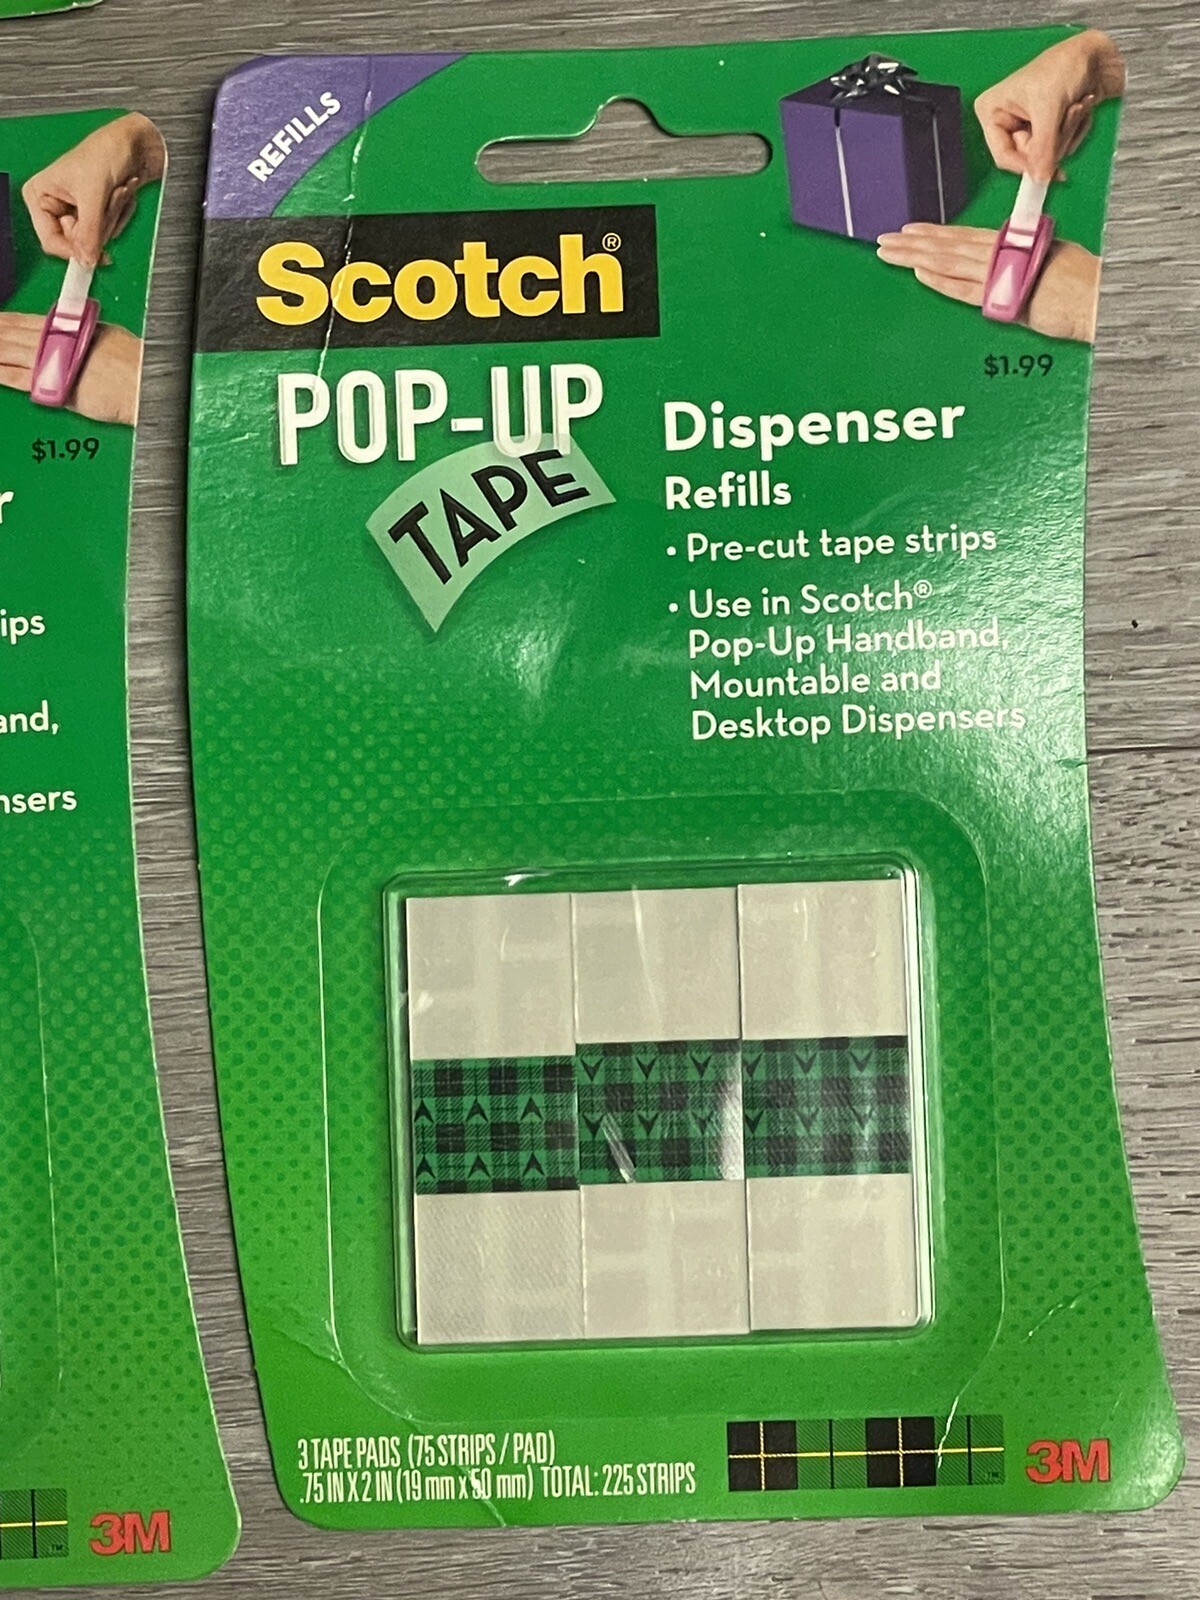 REFILLS
Scotch®
POP-UP
TAPE
$1.99
Dispenser
Refills
• Pre-cut tape strips
• Use in Scotch®
Pop-Up Handband,
Mountable and
Desktop Dispensers
3 TAPE PADS (75 STRIPS / PAD)
.75 IN X 2 IN (19 mm x 50 mm) TOTAL: 225 STRIPS
TM
3M
$1.99
r
ips
and,
nsers
TM
3M